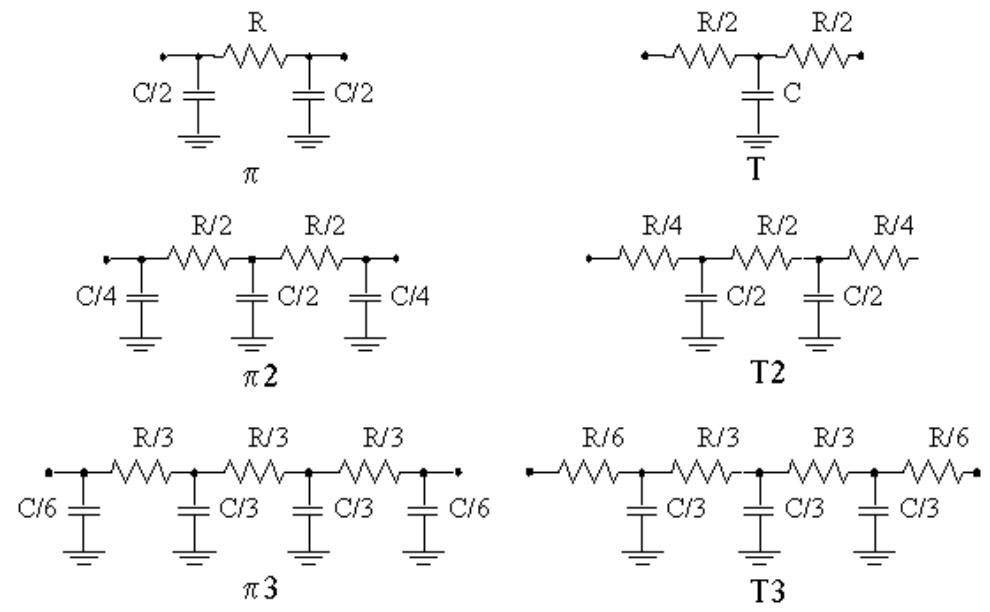 R
R/2 R/2
C/2 C/2
C
π
T
R/2 R/2
R/4 R/2 R/4
C/4 C/2 C/4
C/2 C/2
π2
T2
R/3 R/3 R/3
R/6 R/3 R/3 R/6
C/6 C/3 C/3 C/6
C/3 C/3 C/3
π3
T3